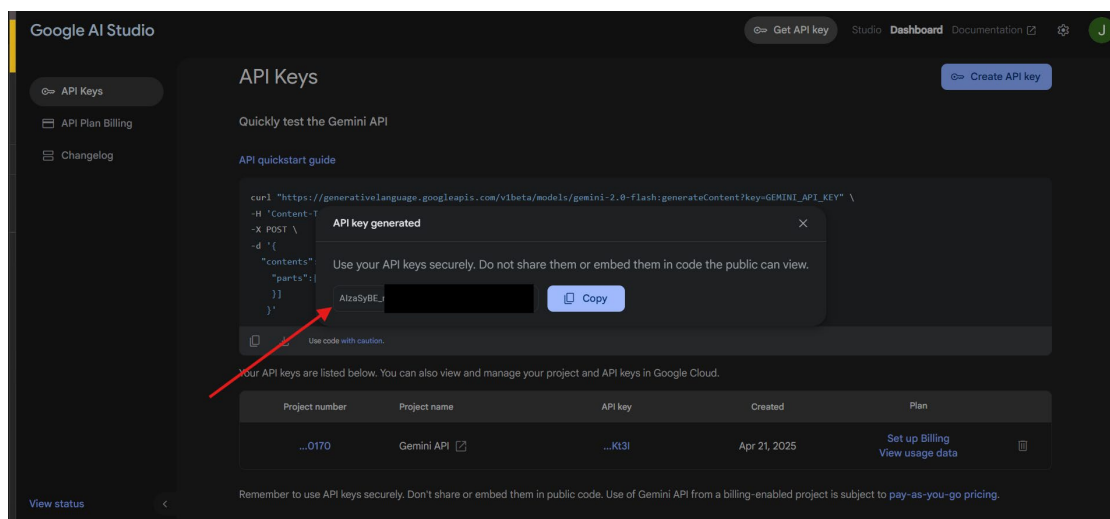 Google AI Studio
Get API key
Studio Dashboard Documentation
J
API Keys
API Plan Billing
Changelog
View status
API Keys
Create API key
Quickly test the Gemini API
API quickstart guide
curl "https://generativelanguage.googleapis.com/v1beta/models/gemini-2.0-flash:generateContent?key=GEMINI_API_KEY" \
-H 'Content-T
-X POST \
-d '{
"contents"
"parts":[
}]
}'
API key generated
Use your API keys securely. Do not share them or embed them in code the public can view.
AIzaSyBE_
Copy
Use code with caution.
Your API keys are listed below. You can also view and manage your project and API keys in Google Cloud.
Project number Project name API key Created Plan
...0170 Gemini API ...Kt3I Apr 21, 2025 Set up Billing
View usage data
Remember to use API keys securely. Don't share or embed them in public code. Use of Gemini API from a billing-enabled project is subject to pay-as-you-go pricing.